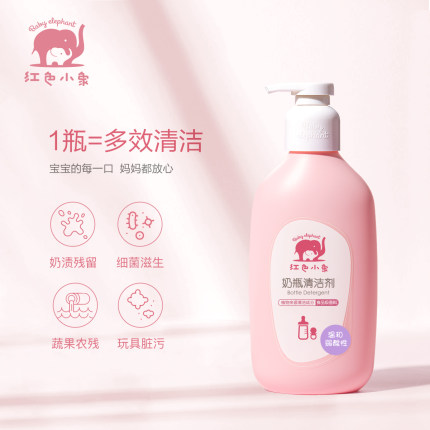 Baby elephant
红色小象
1瓶=多效清洁
宝宝的每一口 妈妈都放心
奶渍残留
细菌滋生
蔬果农残
玩具脏污
Baby elephant
红色小象
奶瓶清洁剂
Bottle Detergent
温和
弱酸性